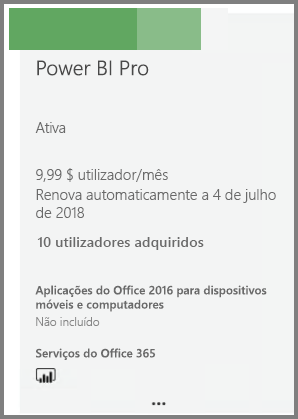 Power BI Pro
Ativa
9,99 $ utilizador/mês
Renova automaticamente a 4 de julho
de 2018
10 utilizadores adquiridos
Aplicações do Office 2016 para dispositivos
móveis e computadores
Não incluído
Serviços do Office 365